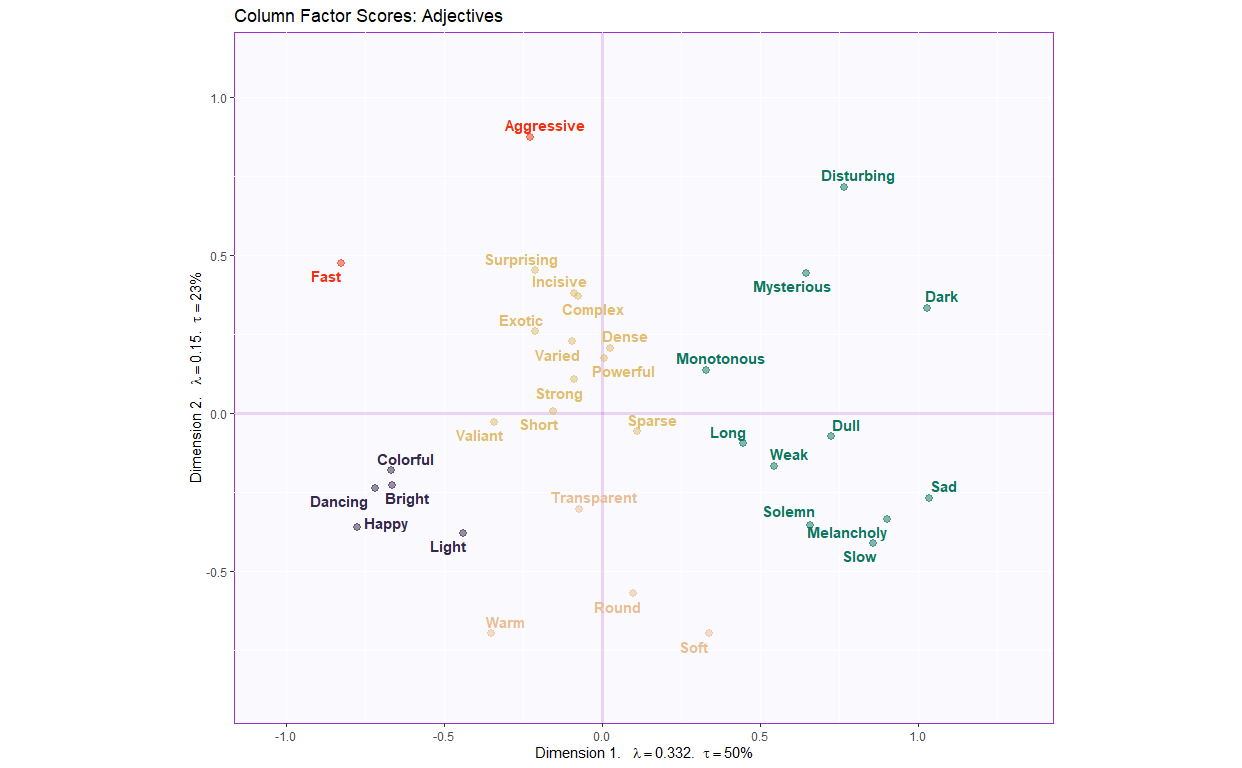 Column Factor Scores: Adjectives
1.0
Aggressive
Disturbing
Surprising
0.5
Fast
Incisive
Mysterious
Dark
Complex
Exotic
Dense
Varied
Monotonous
Powerful
Strong
0.0
Short
Sparse
Dull
Valiant
Long
Colorful
Weak
Sad
Dancing
Bright
Transparent
Happy
Solemn
Melancholy
Light
Slow
-0.5
Round
Warm
Soft
-1.0
-0.5
0.0
0.5
1.0
Dimension 1. λ = 0.332. τ = 50%
Dimension 2. λ = 0.15. τ = 23%